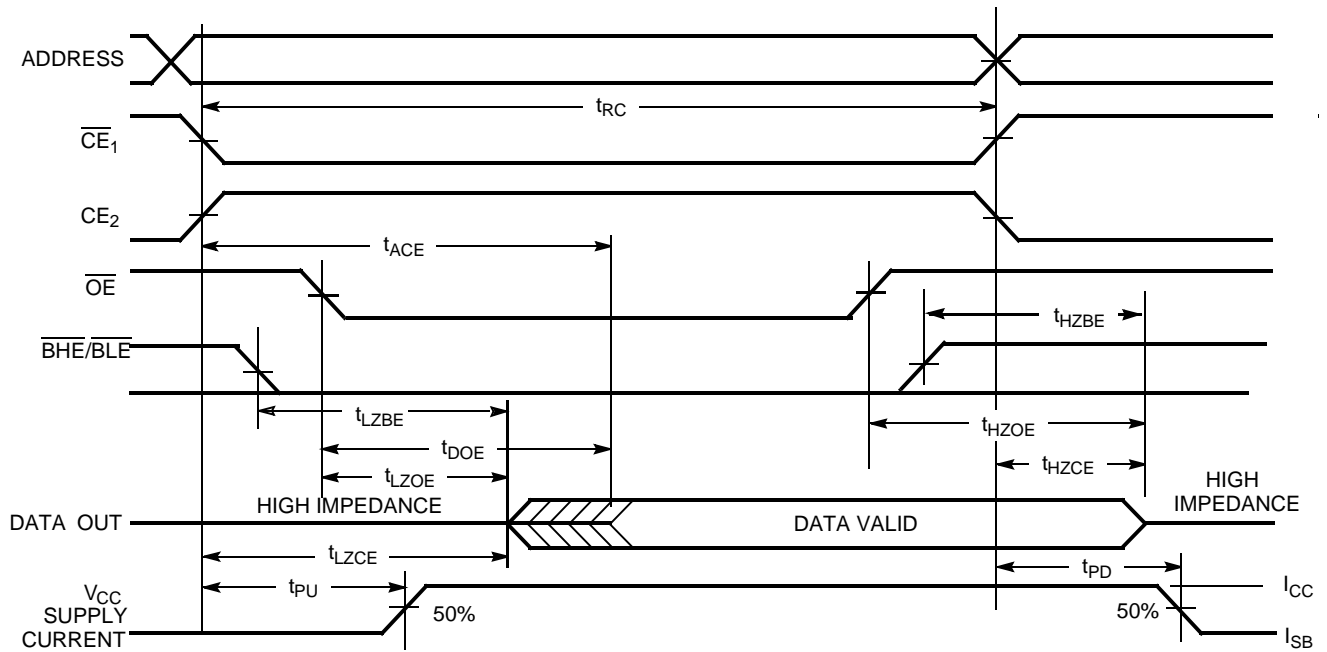 ADDRESS
tRC
CE1
CE2
tACE
OE
tHZBE
BHE/BLE
tLZBE
tHZOE
tDOE
tHZCE
tLZOE
HIGH IMPEDANCE
HIGH
IMPEDANCE
DATA OUT
DATA VALID
tLZCE
tPD
tPU
ICC
VCC
SUPPLY
CURRENT
50%
50%
ISB